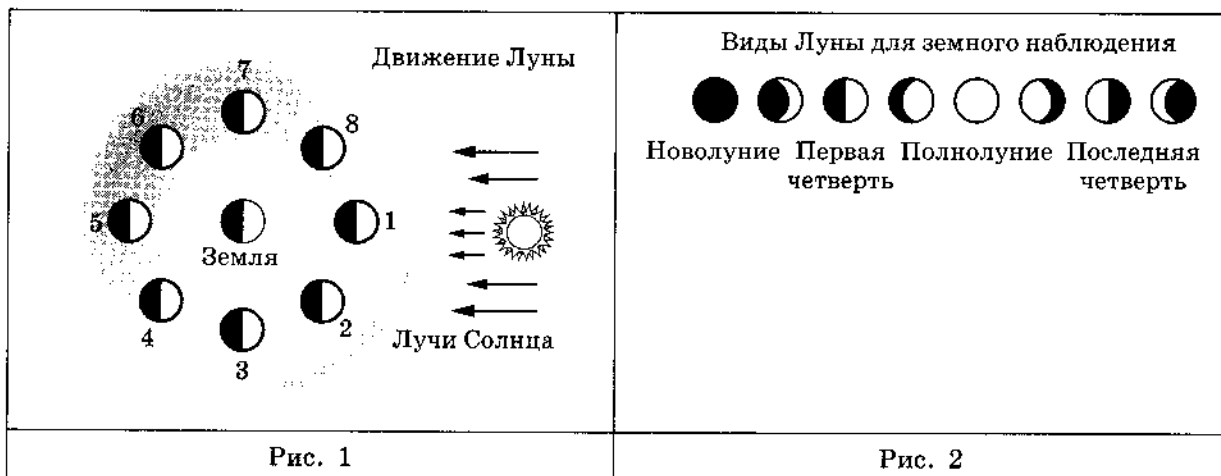 Движение Луны
7
6
8
5
1
Земля
4
2
3
Лучи Солнца
Рис. 1
Виды Луны для земного наблюдения
Новолуние Первая Полнолуние Последняя
четверть четверть
Рис. 2